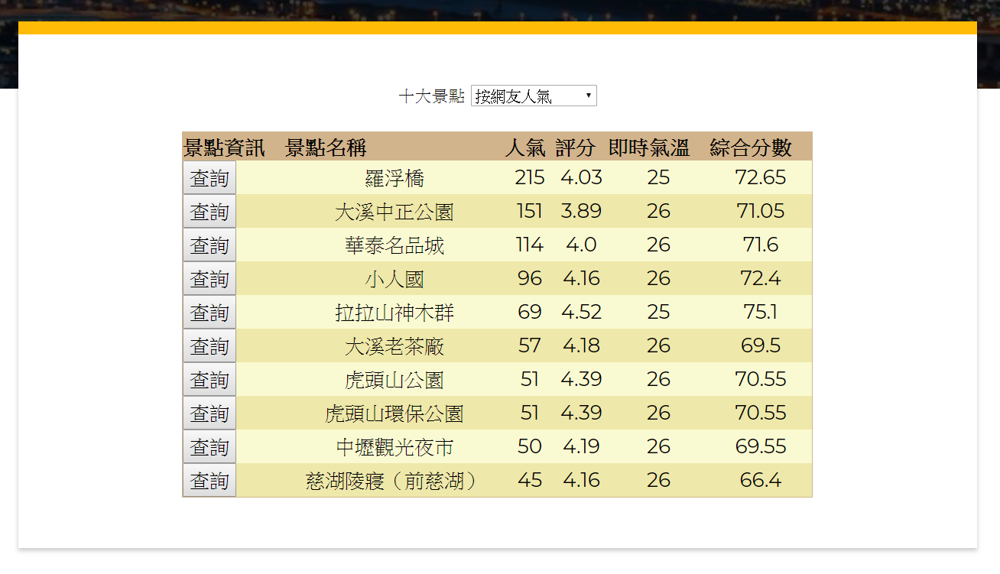 十大景點 按網友人氣
景點資訊 景點名稱 人氣 評分 即時氣溫 綜合分數
查詢 羅浮橋 215 4.03 25 72.65
查詢 大溪中正公園 151 3.89 26 71.05
查詢 華泰名品城 114 4.0 26 71.6
查詢 小人國 96 4.16 26 72.4
查詢 拉拉山神木群 69 4.52 25 75.1
查詢 大溪老茶廠 57 4.18 26 69.5
查詢 虎頭山公園 51 4.39 26 70.55
查詢 虎頭山環保公園 51 4.39 26 70.55
查詢 中壢觀光夜市 50 4.19 26 69.55
查詢 慈湖陵寢（前慈湖） 45 4.16 26 66.4